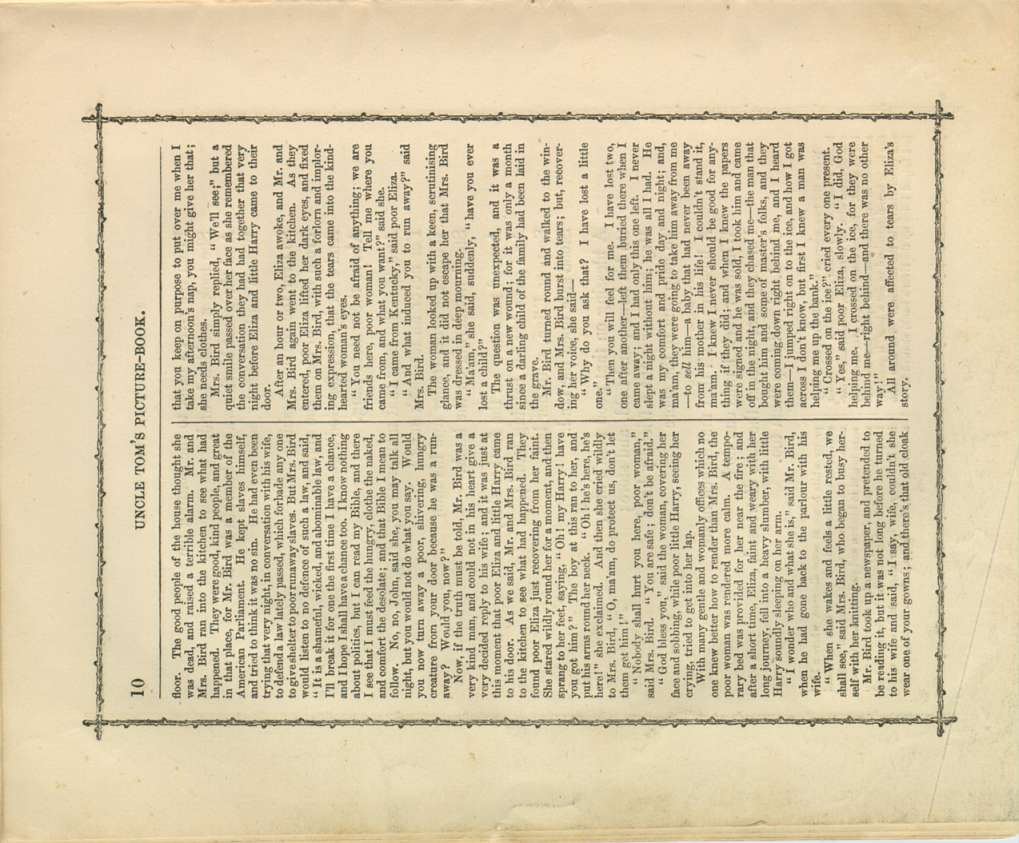 10
UNCLE TOM'S PICTURE-BOOK.
door. The good people of the house thought she
was dead, and raised a terrible alarm. Mr. and
Mrs. Bird ran into the kitchen to see what had
happened. They were good, kind people, and great
in that place, for Mr. Bird was a member of the
American Parliament. He kept slaves himself,
and tried to think it was no sin. He had even been
trying that very night, in conversation with his wife,
to defend a law lately passed, which forbade any one
to give shelter to poor runaway slaves. But Mrs. Bird
would listen to no defence of such a law, and said,
"It is a shameful, wicked, and abominable law, and
I'll break it for one the first time I have a chance,
and I hope I shall have a chance too. I know nothing
about politics, but I can read my Bible, and there
I see that I must feed the hungry, clothe the naked,
and comfort the desolate; and that Bible I mean to
follow. No, no, John, said she, you may talk all
night, but you would not do what you say. Would
you now turn away a poor, shivering, hungry
creature from your door because he was a run-
away? Would you, now?"
Now, if the truth must be told, Mr. Bird was a
very kind man, and could not in his heart give a
very decided reply to his wife; and it was just at
this moment that poor Eliza and little Harry came
to his door. As we said, Mr. and Mrs. Bird ran
to the kitchen to see what had happened. They
found poor Eliza just recovering from her faint.
She stared wildly round her for a moment, and then
sprang to her feet, saying, "Oh! my Harry! have
you got him?" The boy at this ran to her, and
put his arms round her neck. "Oh! he's here, he's
here!" she exclaimed. And then she cried wildly
to Mrs. Bird, "O, ma'am, do protect us, don't let
them get him!"
"Nobody shall hurt you here, poor woman,"
said Mrs. Bird. "You are safe; don't be afraid."
"God bless you," said the woman, covering her
face and sobbing, while poor little Harry, seeing her
crying, tried to get into her lap.
With many gentle and womanly offices which no
one knew better how to render than Mrs. Bird, the
poor woman was rendered more calm. A tempo-
rary bed was provided for her near the fire; and
after a short time, Eliza, faint and weary with her
long journey, fell into a heavy slumber, with little
Harry soundly sleeping on her arm.
"I wonder who and what she is," said Mr. Bird,
when he had gone back to the parlour with his
wife.
"When she wakes and feels a little rested, we
shall see," said Mrs. Bird, who began to busy her-
self with her knitting.
Mr. Bird took up a newspaper, and pretended to
be reading it, but it was not long before he turned
to his wife and said, "I say, wife, couldn't she
wear one of your gowns; and there's that old cloak
that you keep on purpose to put over me when I
take my afternoon's nap, you might give her that;
she needs clothes.
Mrs. Bird simply replied, "We'll see;" but a
quiet smile passed over her face as she remembered
the conversation they had had together that very
night before Eliza and little Harry came to their
door.
After an hour or two, Eliza awoke, and Mr. and
Mrs. Bird again went to the kitchen. As they
entered, poor Eliza lifted her dark eyes, and fixed
them on Mrs. Bird, with such a forlorn and implor-
ing expression, that the tears came into the kind-
hearted woman's eyes.
"You need not be afraid of anything; we are
friends here, poor woman! Tell me where you
came from, and what you want?" said she.
"I came from Kentucky," said poor Eliza.
"And what induced you to run away?" said
Mrs. Bird.
The woman looked up with a keen, scrutinising
glance, and it did not escape her that Mrs. Bird
was dressed in deep mourning.
"Ma'am," she said, suddenly, "have you ever
lost a child?"
The question was unexpected, and it was a
thrust on a new wound; for it was only a month
since a darling child of the family had been laid in
the grave.
Mr. Bird turned round and walked to the win-
dow, and Mrs. Bird burst into tears; but, recover-
ing her voice, she said—
"Why do you ask that? I have lost a little
one."
"Then you will feel for me. I have lost two,
one after another—left them buried there when I
came away; and I had only this one left. I never
slept a night without him; he was all I had. He
was my comfort and pride day and night; and,
ma'am, they were going to take him away from me
—to sell him—a baby that had never been away
from his mother in his life! I couldn't stand it,
ma'am. I knew I never should be good for any-
thing if they did; and when I knew the papers
were signed and he was sold, I took him and came
off in the night, and they chased me—the man that
bought him and some of master's folks, and they
were coming down right behind me, and I heard
them—I jumped right on to the ice, and how I got
across I don't know, but first I knew a man was
helping me up the bank."
"Crossed on the ice?" cried every one present.
"Yes," said poor Eliza, slowly. "I did, God
helping me, I crossed on the ice, for they were
behind me—right behind—and there was no other
way!"
All around were affected to tears by Eliza's
story.